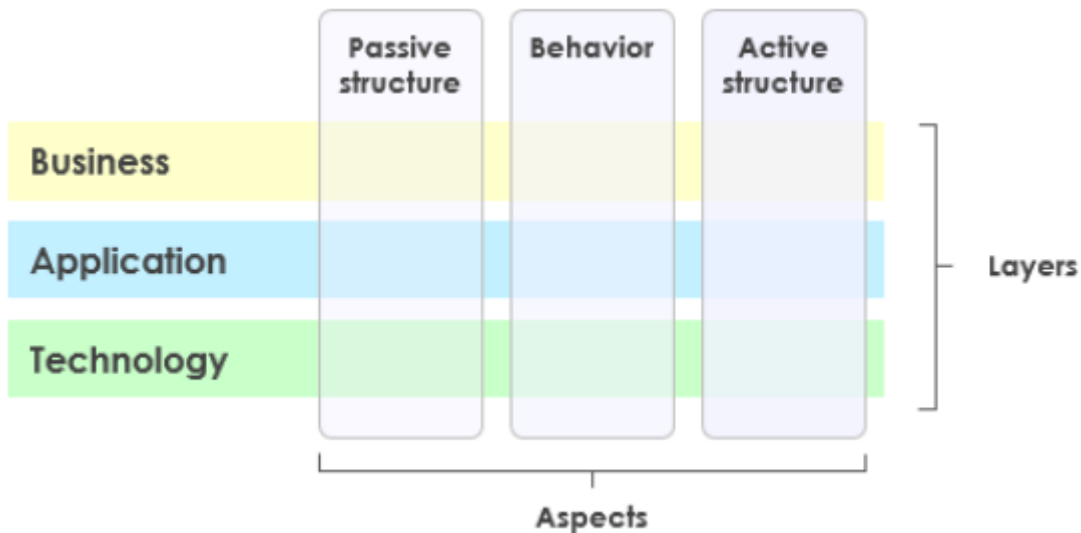 Passive
structure
Behavior
Active
structure
Business
Application
Layers
Technology
Aspects